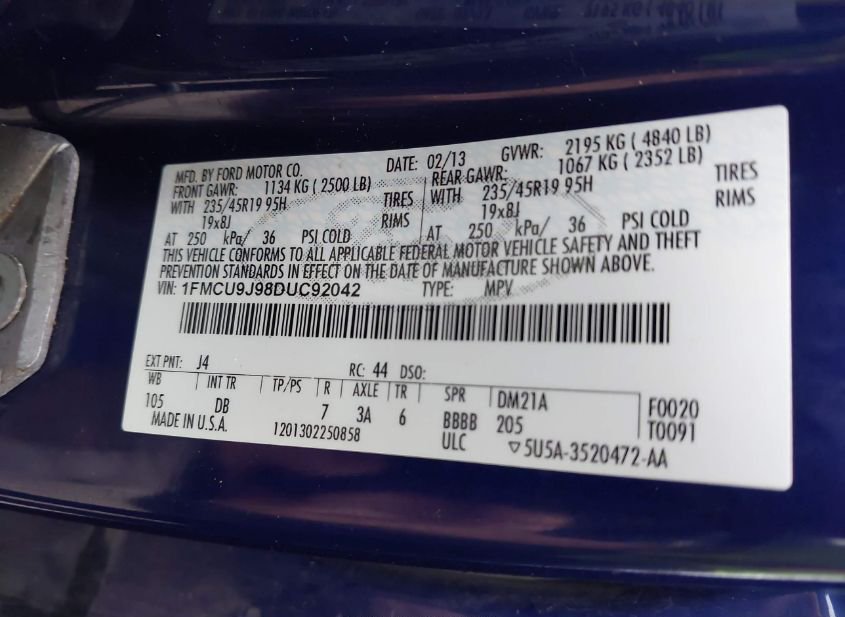 MFD. BY FORD MOTOR CO. DATE: 02/13 GVWR: 2195 KG ( 4840 LB)
FRONT GAWR: 1134 KG ( 2500 LB) REAR GAWR: 1067 KG ( 2352 LB)
WITH 235/45R19 95H TIRES WITH 235/45R19 95H TIRES
19x8J RIMS 19x8J RIMS
AT 250 kPa/ 36 PSI COLD AT 250 kPa/ 36 PSI COLD
THIS VEHICLE CONFORMS TO ALL APPLICABLE FEDERAL MOTOR VEHICLE SAFETY AND THEFT
PREVENTION STANDARDS IN EFFECT ON THE DATE OF MANUFACTURE SHOWN ABOVE.
VIN: 1FMCU9J98DUC92042 TYPE: MPV
EXT PNT: J4 RC: 44 DSO:
WB INT TR TP/PS R AXLE TR SPR DM21A F0020
105 DB 7 3A 6 BBBB 205 T0091
MADE IN U.S.A. 1201302250858 ULC ▽5U5A-3520472-AA